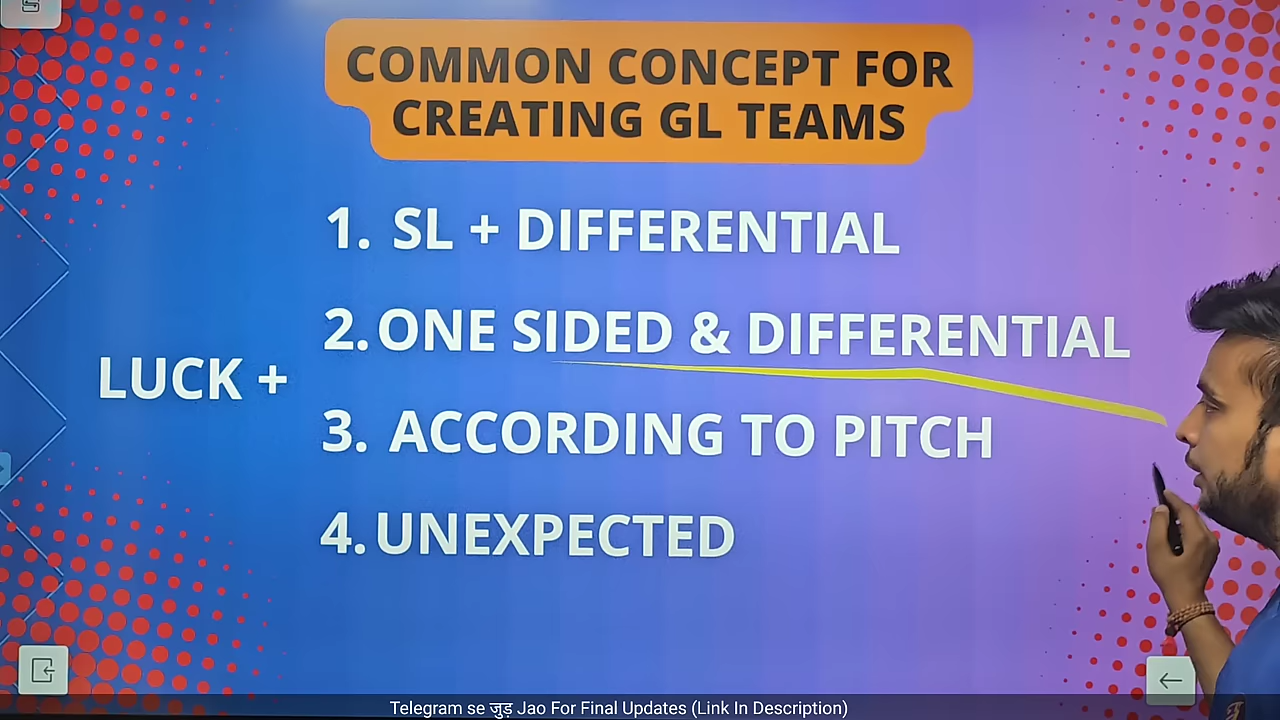 COMMON CONCEPT FOR
CREATING GL TEAMS
1. SL + DIFFERENTIAL
2. ONE SIDED & DIFFERENTIAL
LUCK +
3. ACCORDING TO PITCH
4. UNEXPECTED
Telegram se जुड़ Jao For Final Updates (Link In Description)